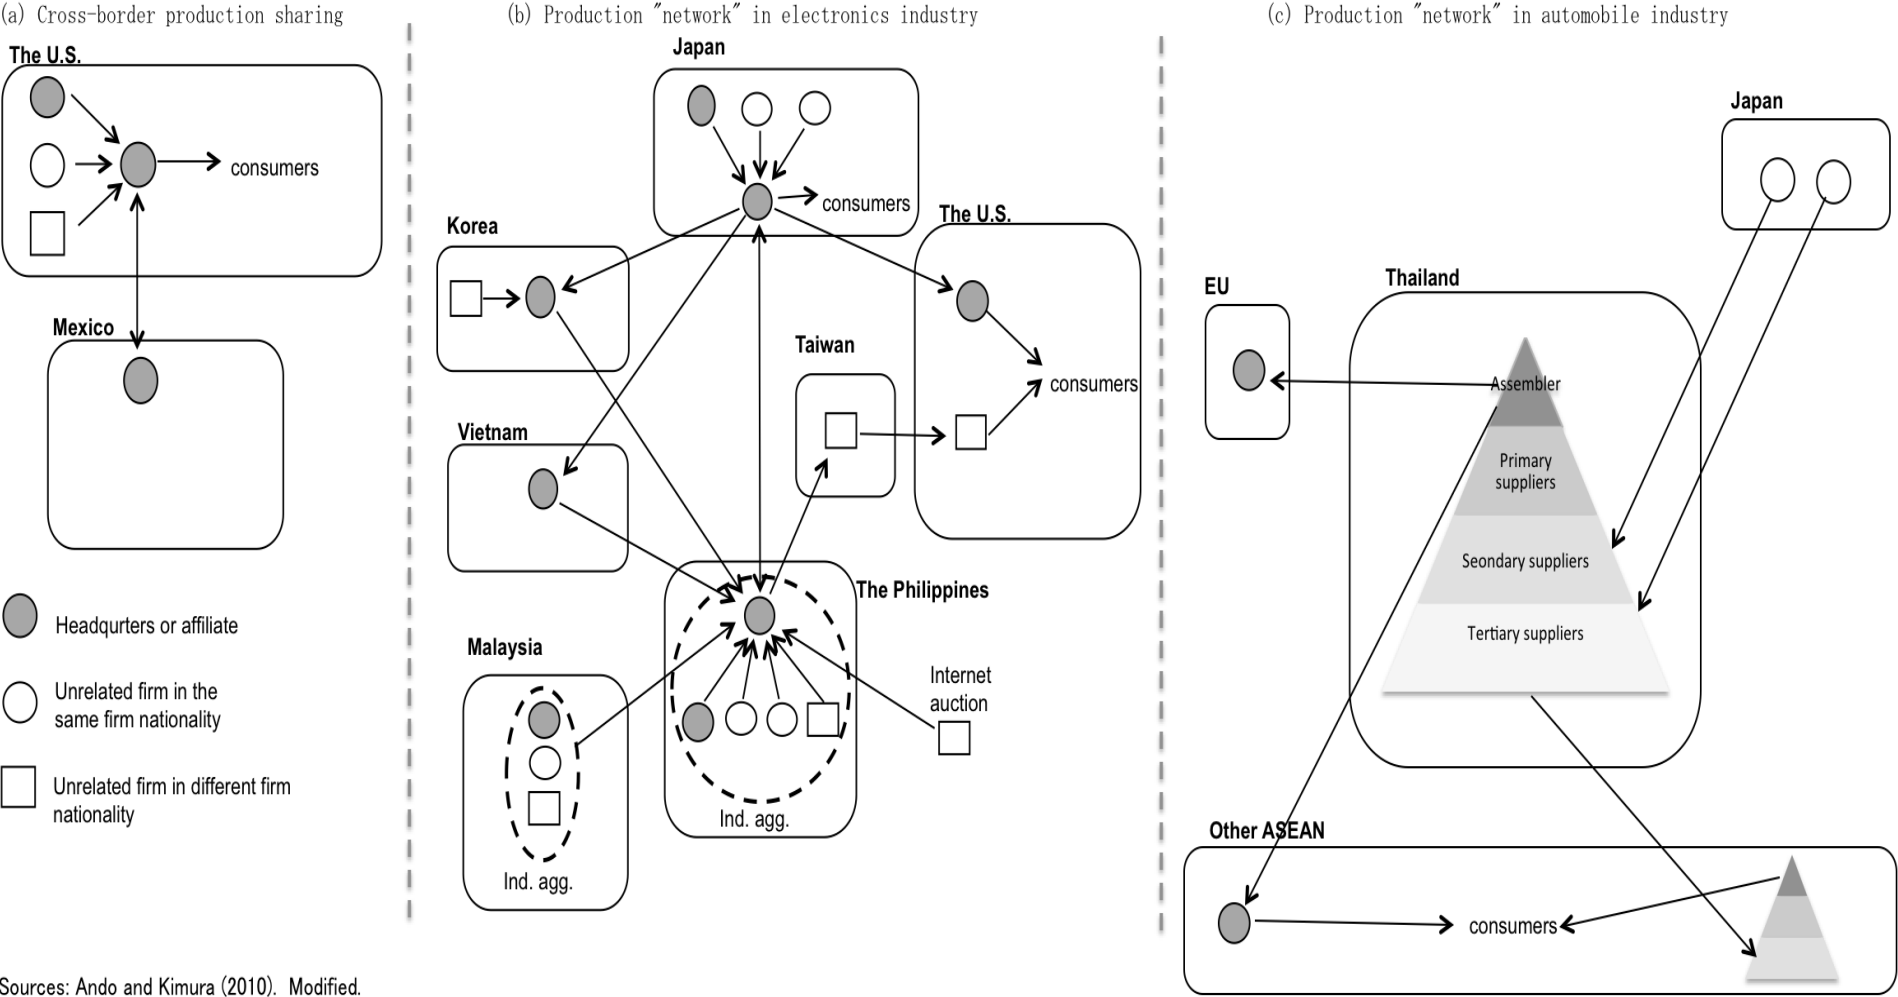 (a) Cross-border production sharing
The U.S.
consumers
Mexico
Headqurters or affiliate
Unrelated firm in the
same firm nationality
Unrelated firm in different firm
nationality
(b) Production "network" in electronics industry
Japan
consumers
Korea
The U.S.
Taiwan
consumers
Vietnam
The Philippines
Malaysia
Internet
auction
Ind. agg.
Ind. agg.
(c) Production "network" in automobile industry
Japan
EU
Thailand
Assembler
Primary
suppliers
Seondary suppliers
Tertiary suppliers
Other ASEAN
consumers
Sources: Ando and Kimura (2010). Modified.